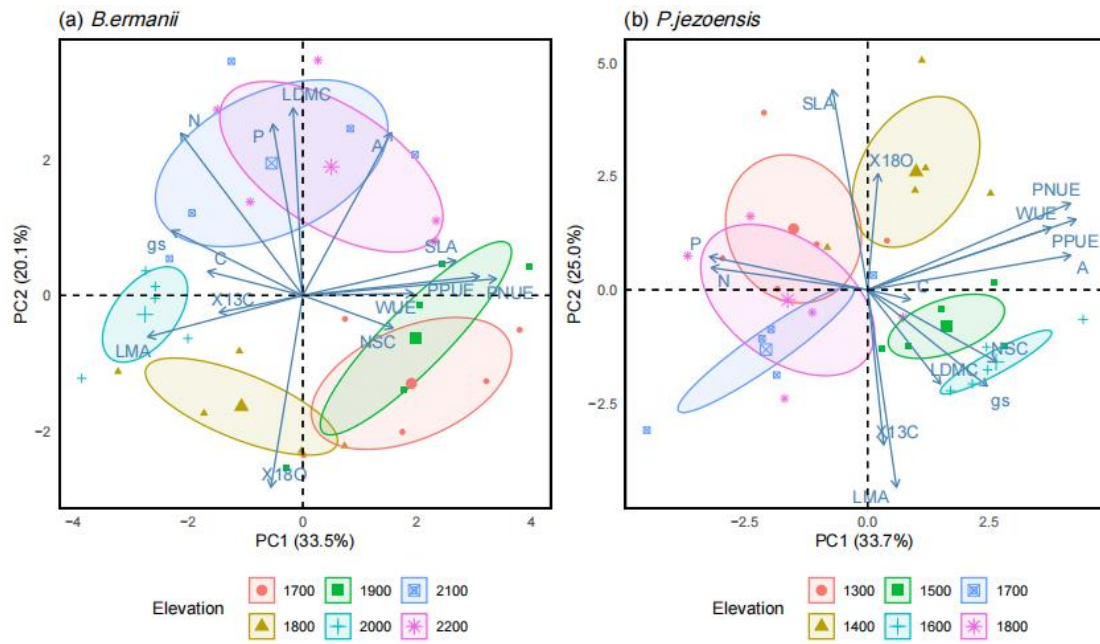 (a) B.ermanii
LDMC
N
P
A
gs
C
SLA
PPUE
PNUE
X13C
WUE
LMA
NSC
X18O
2
0
−2
−4
−2
0
2
4
PC2 (20.1%)
PC1 (33.5%)
Elevation
1700
1900
2100
1800
2000
2200
(b) P.jezoensis
SLA
X18O
PNUE
WUE
PPUE
P
A
N
C
NSC
LDMC
gs
X13C
LMA
5.0
2.5
0.0
−2.5
−2.5
0.0
2.5
PC2 (25.0%)
PC1 (33.7%)
Elevation
1300
1500
1700
1400
1600
1800